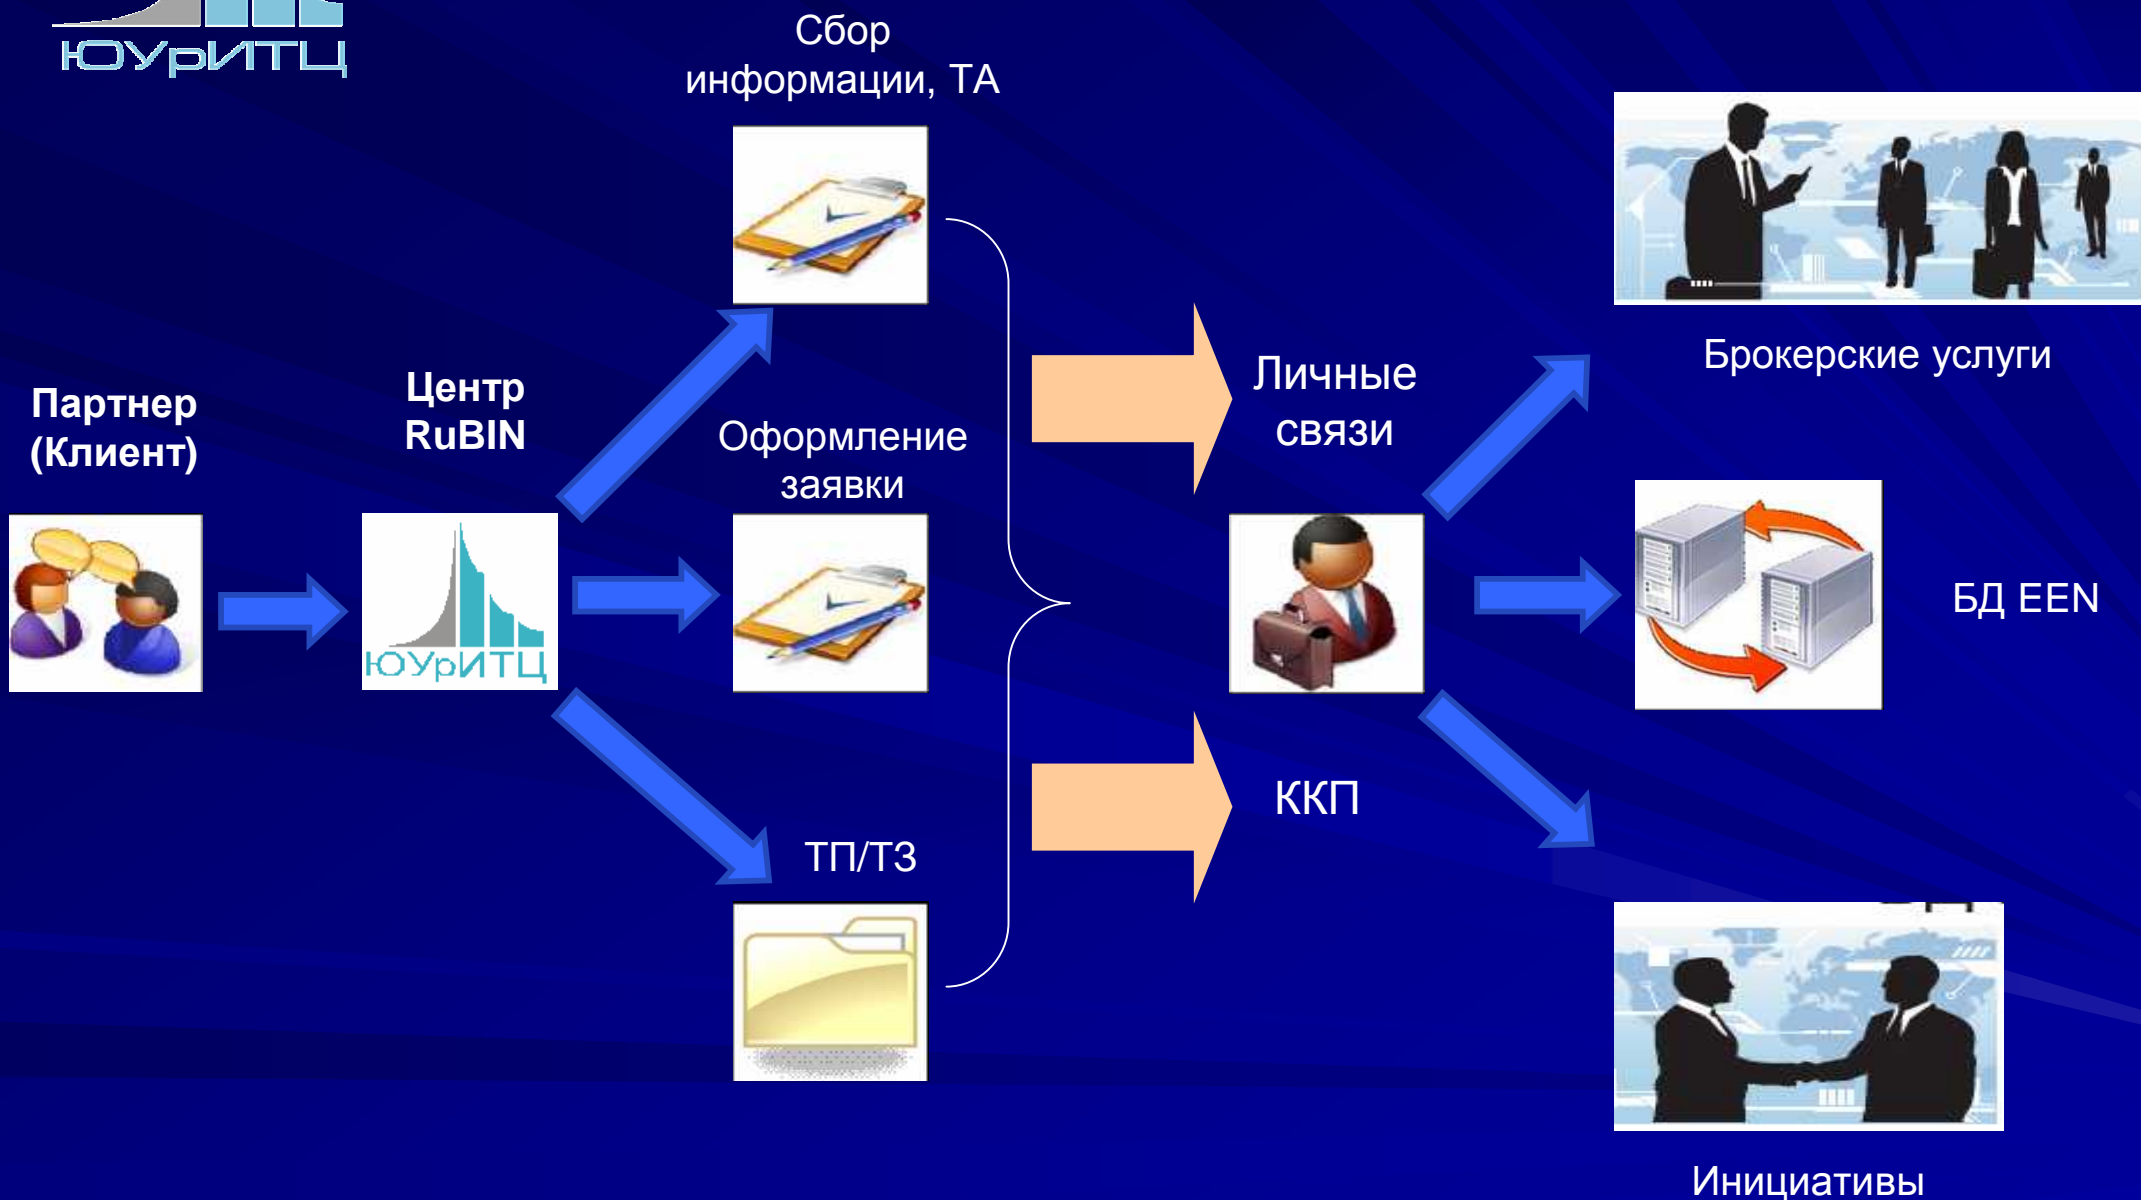 ЮУрИТЦ
Сбор
информации, ТА
Партнер
(Клиент)
Центр
RuBIN
ЮУрИТЦ
Оформление
заявки
ТП/ТЗ
Личные
связи
ККП
Брокерские услуги
БД EEN
Инициативы